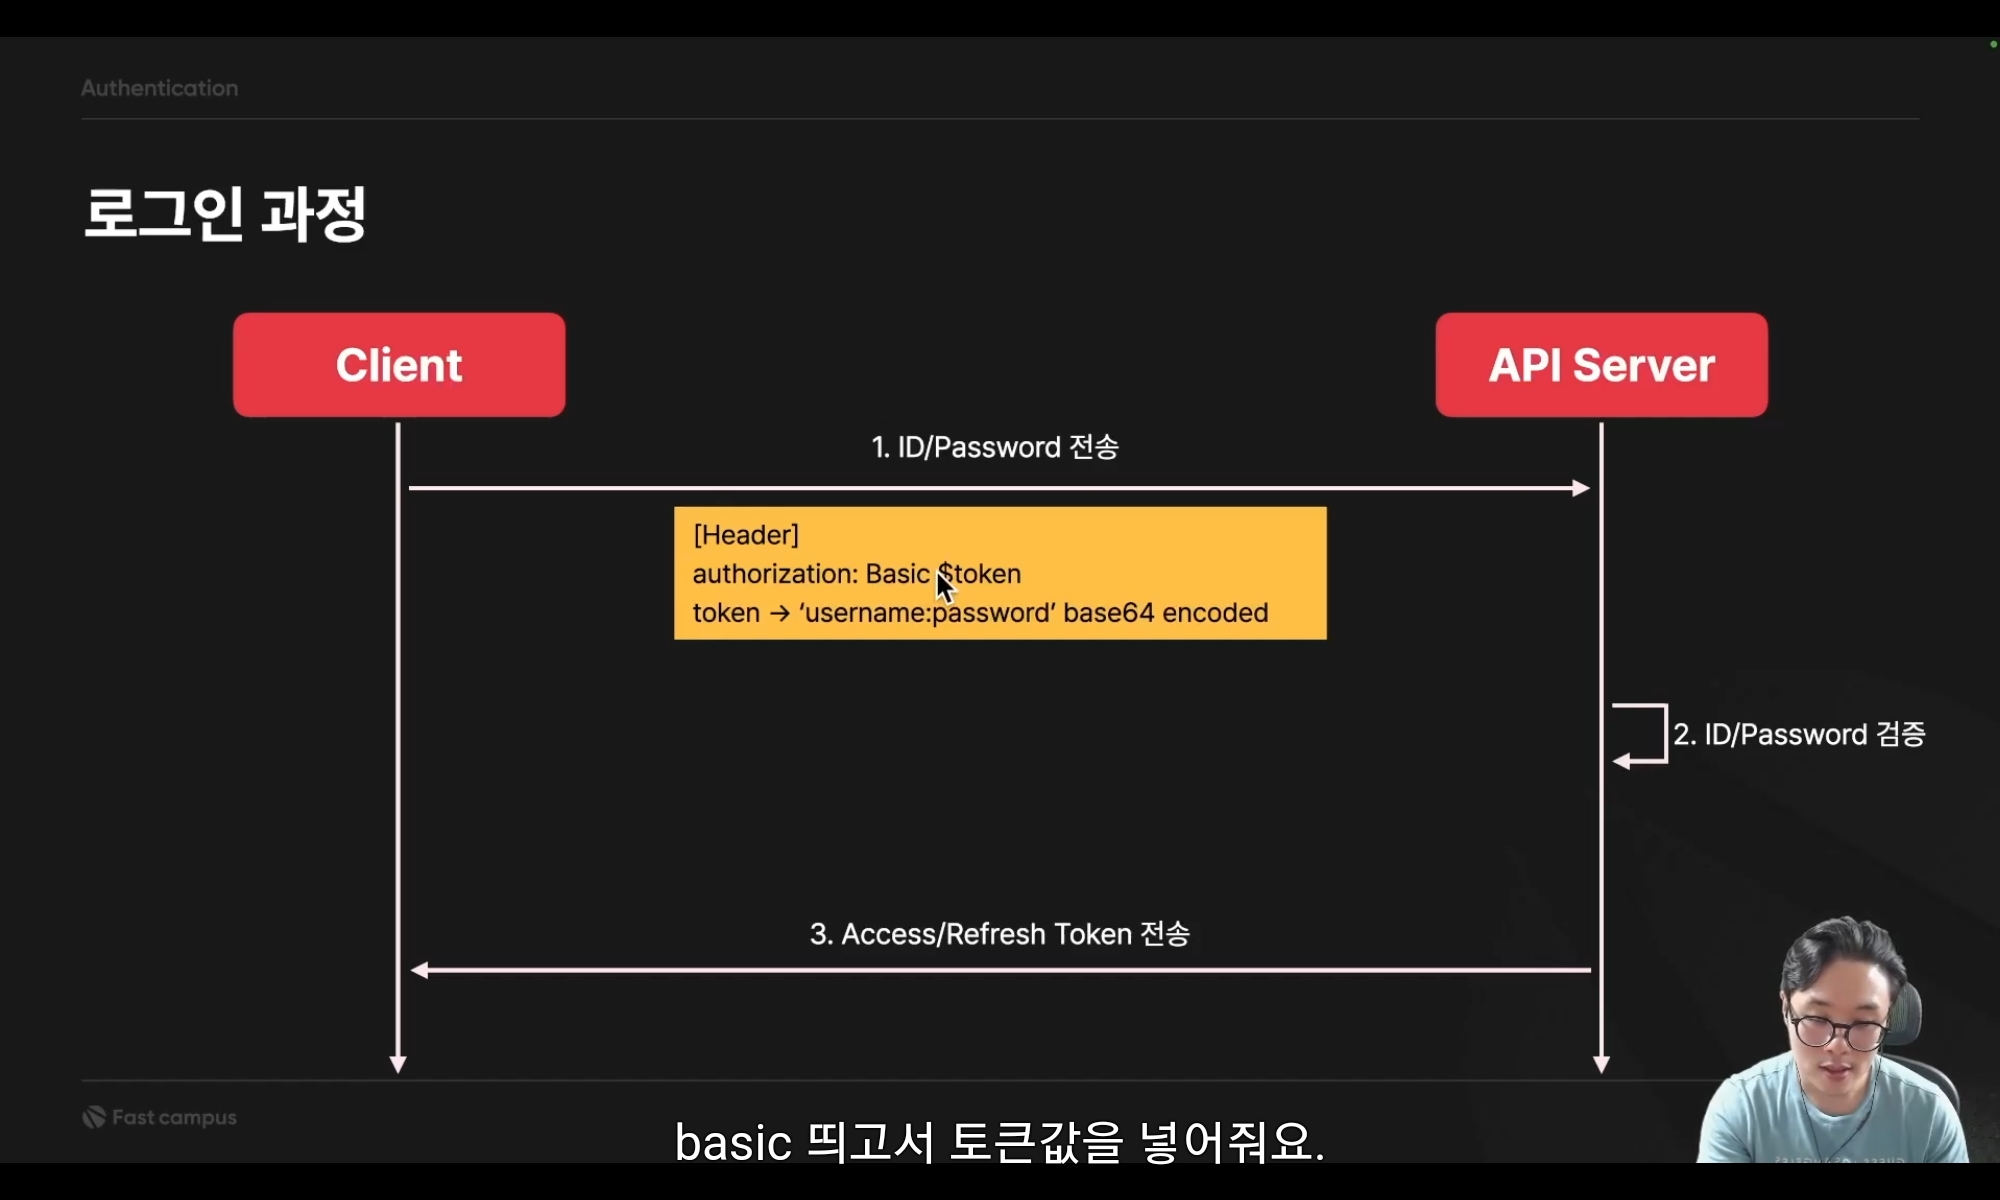 Authentication
로그인 과정
Client
API Server
1. ID/Password 전송
[Header]
authorization: Basic $token
token → ‘username:password’ base64 encoded
2. ID/Password 검증
3. Access/Refresh Token 전송
Fast campus
basic 띄고서 토큰값을 넣어줘요.